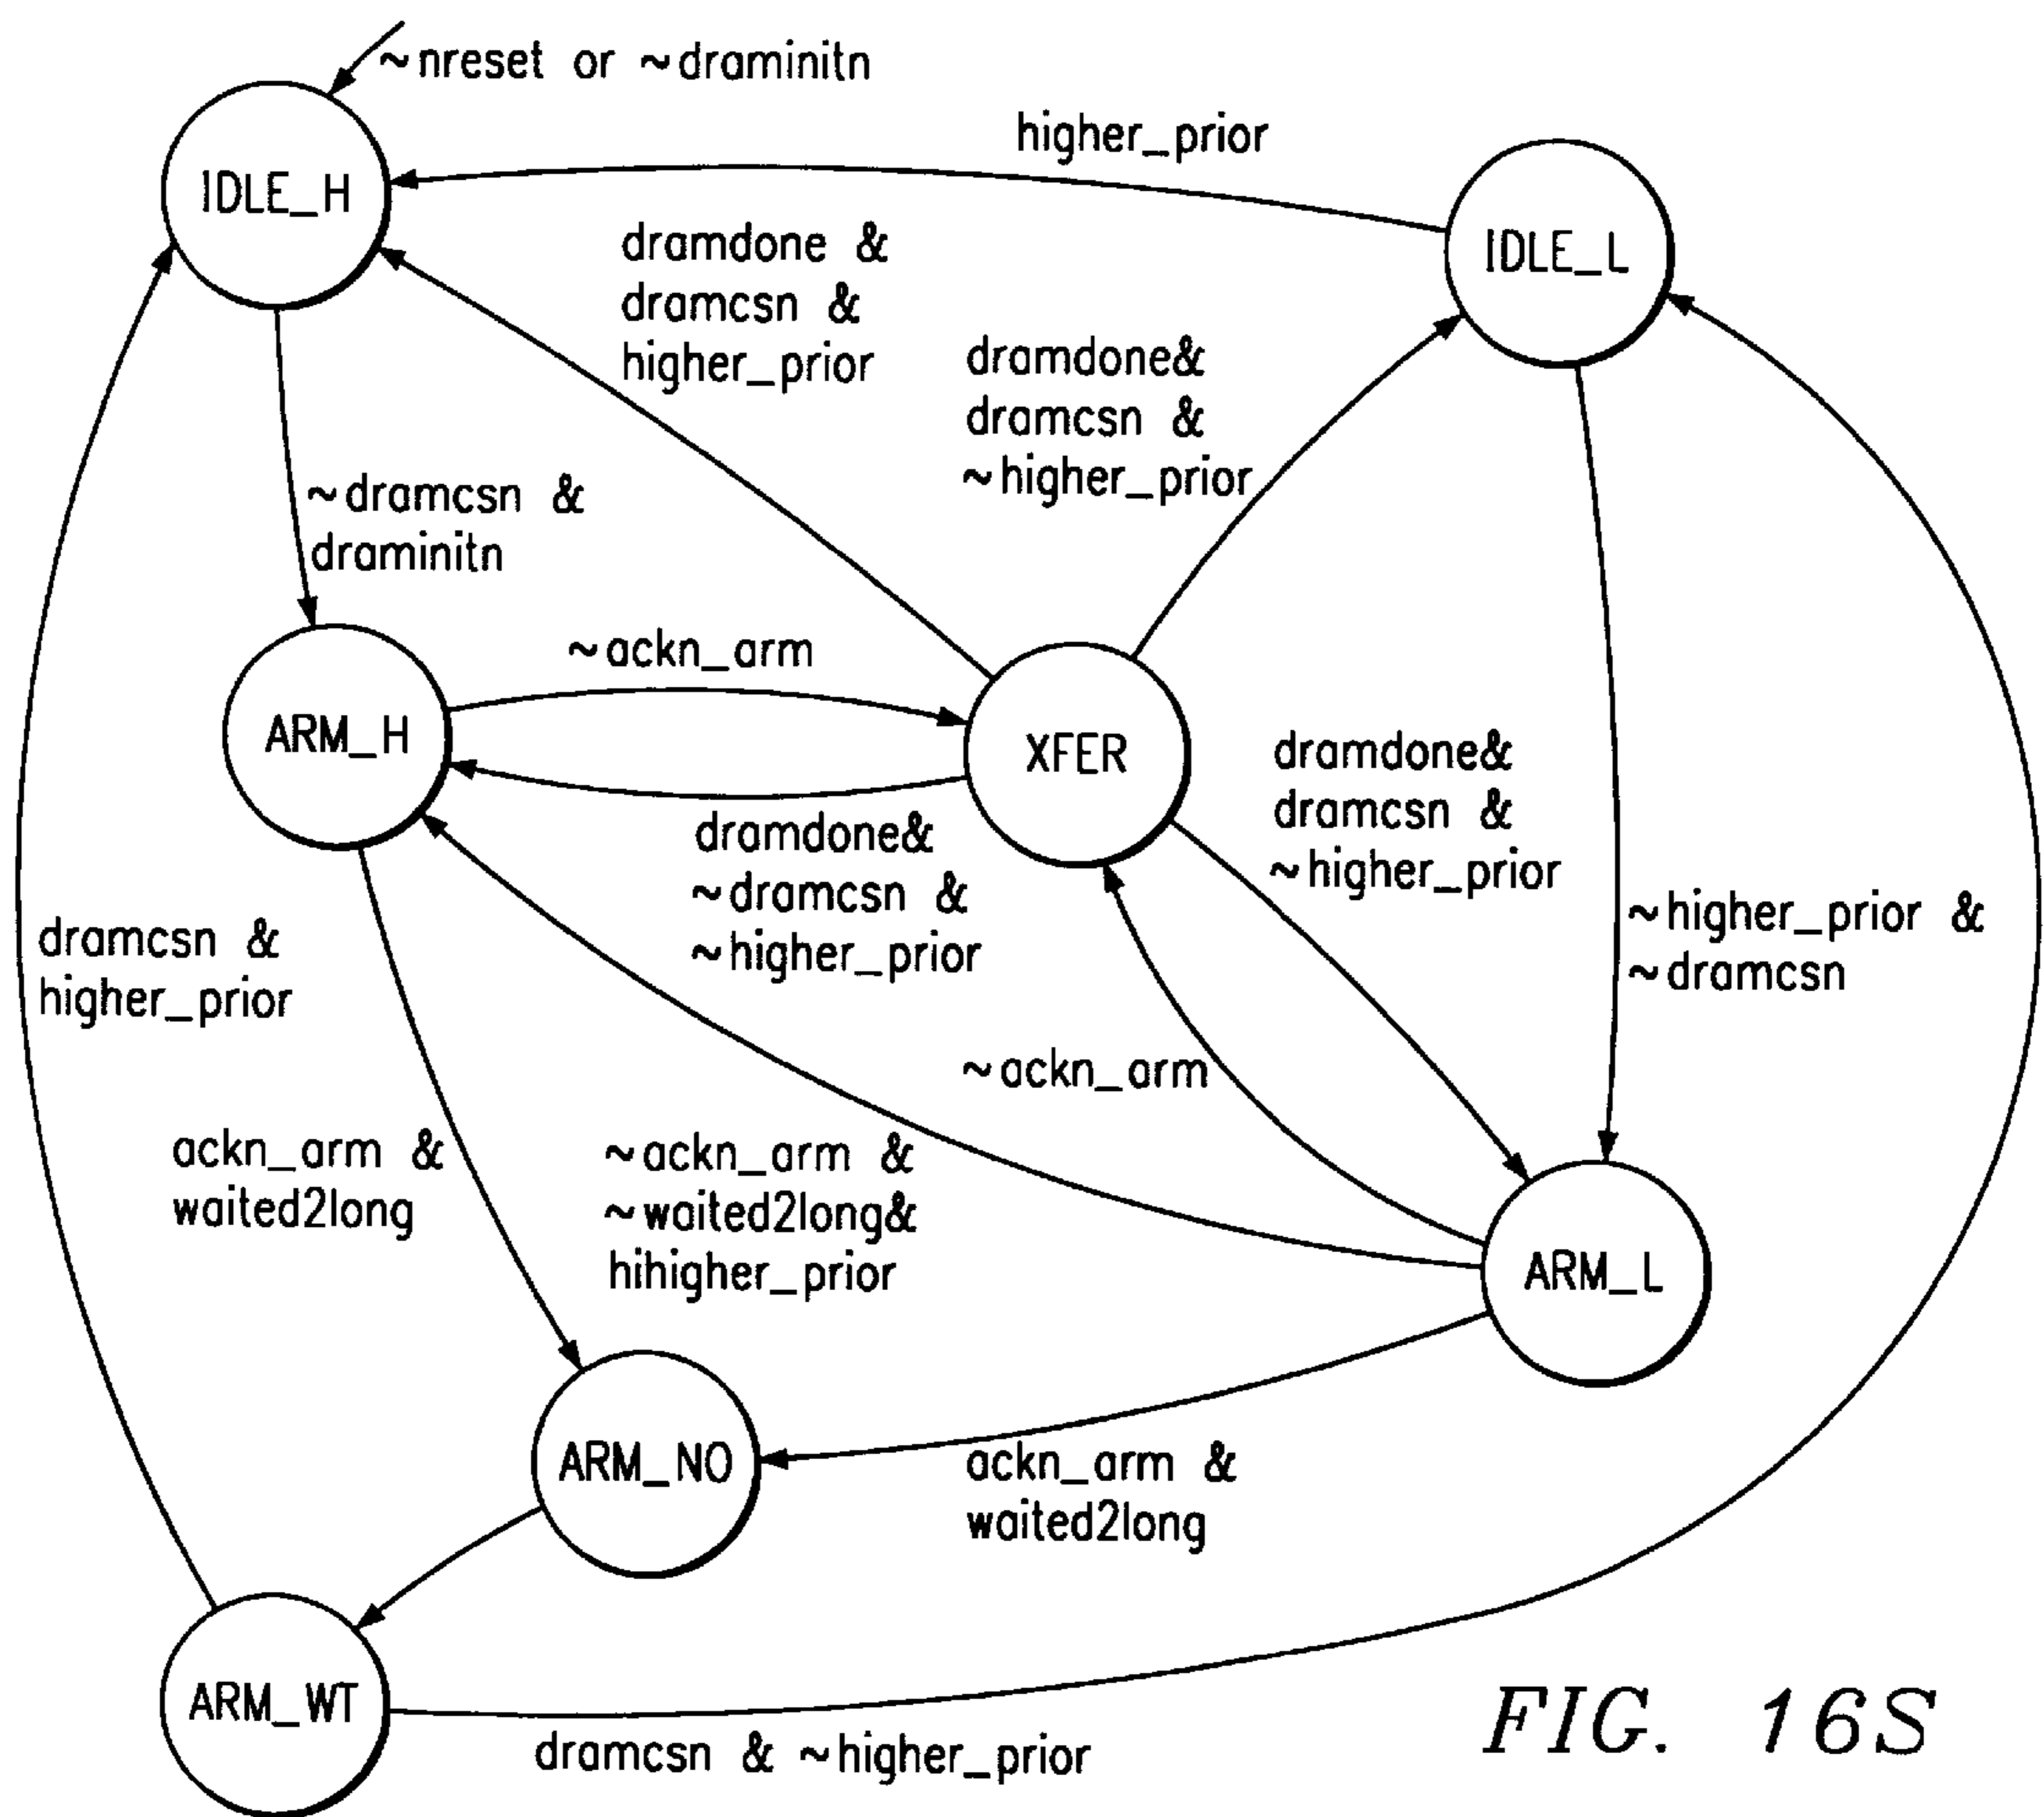 ~nreset or ~draminitn
higher_prior
IDLE_H
IDLE_L
dramdone &
dramcsn &
higher_prior
dramdone&
dramcsn &
~higher_prior
~dramcsn &
draminitn
~ackn_arm
ARM_H
XFER
dramdone&
dramcsn &
~higher_prior
dramdone&
~dramcsn &
~higher_prior
~higher_prior &
~dramcsn
dramcsn &
higher_prior
~ackn_arm
ackn_arm &
waited2long
~ackn_arm &
~waited2long&
hihigher_prior
ARM_L
ARM_NO
ackn_arm &
waited2long
ARM_WT
dramcsn & ~higher_prior
FIG. 16S